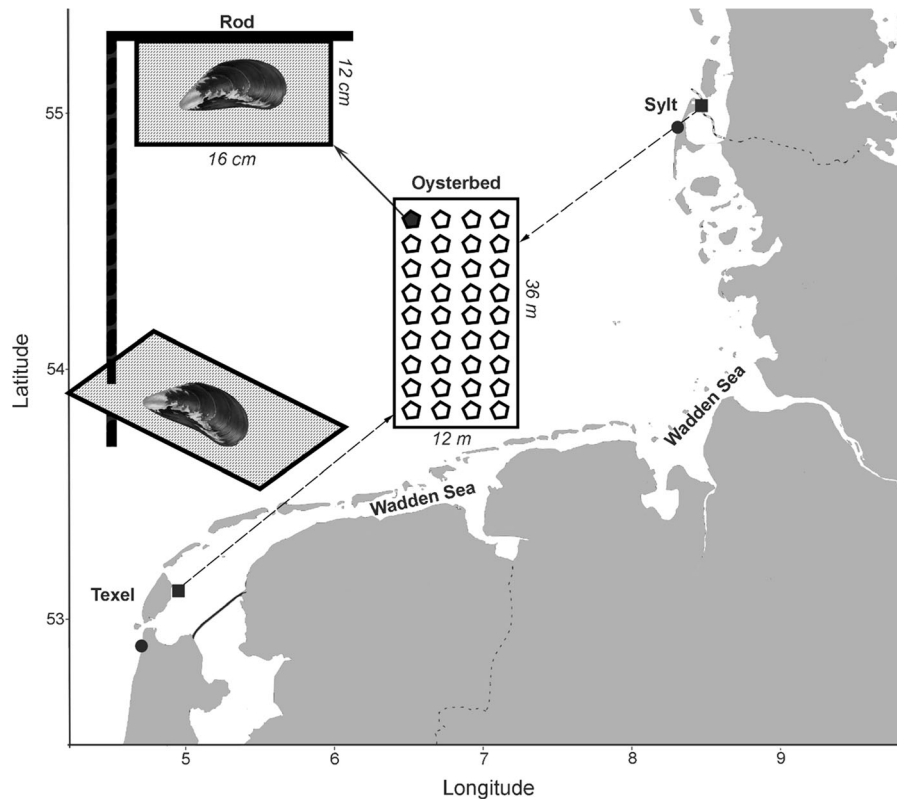 Rod
12 cm
16 cm
Sylt
55
Oysterbed
36 m
12 m
Latitude
54
Wadden Sea
Wadden Sea
Texel
53
5 6 7 8 9
Longitude